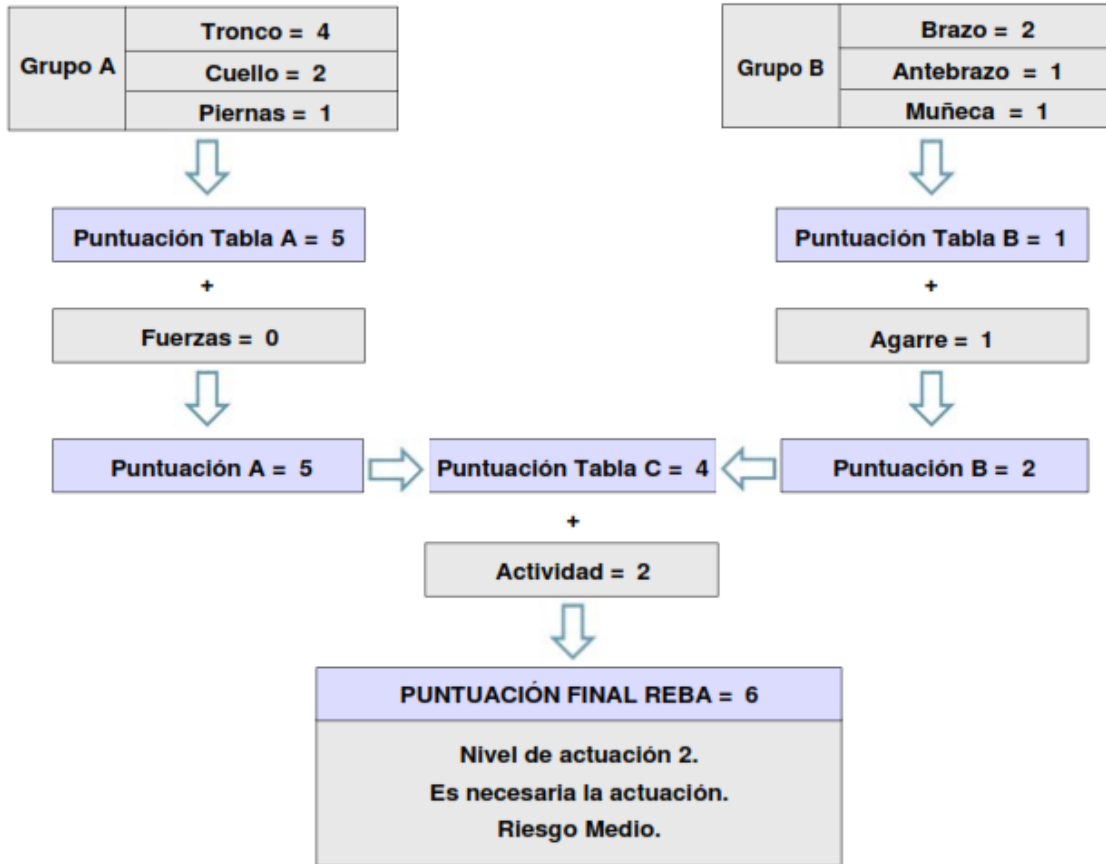 Grupo A
Tronco = 4
Cuello = 2
Piernas = 1
Grupo B
Brazo = 2
Antebrazo = 1
Muñeca = 1
Puntuación Tabla A = 5
Puntuación Tabla B = 1
+
+
Fuerzas = 0
Agarre = 1
Puntuación A = 5
Puntuación Tabla C = 4
Puntuación B = 2
+
Actividad = 2
PUNTUACIÓN FINAL REBA = 6
Nivel de actuación 2.
Es necesaria la actuación.
Riesgo Medio.